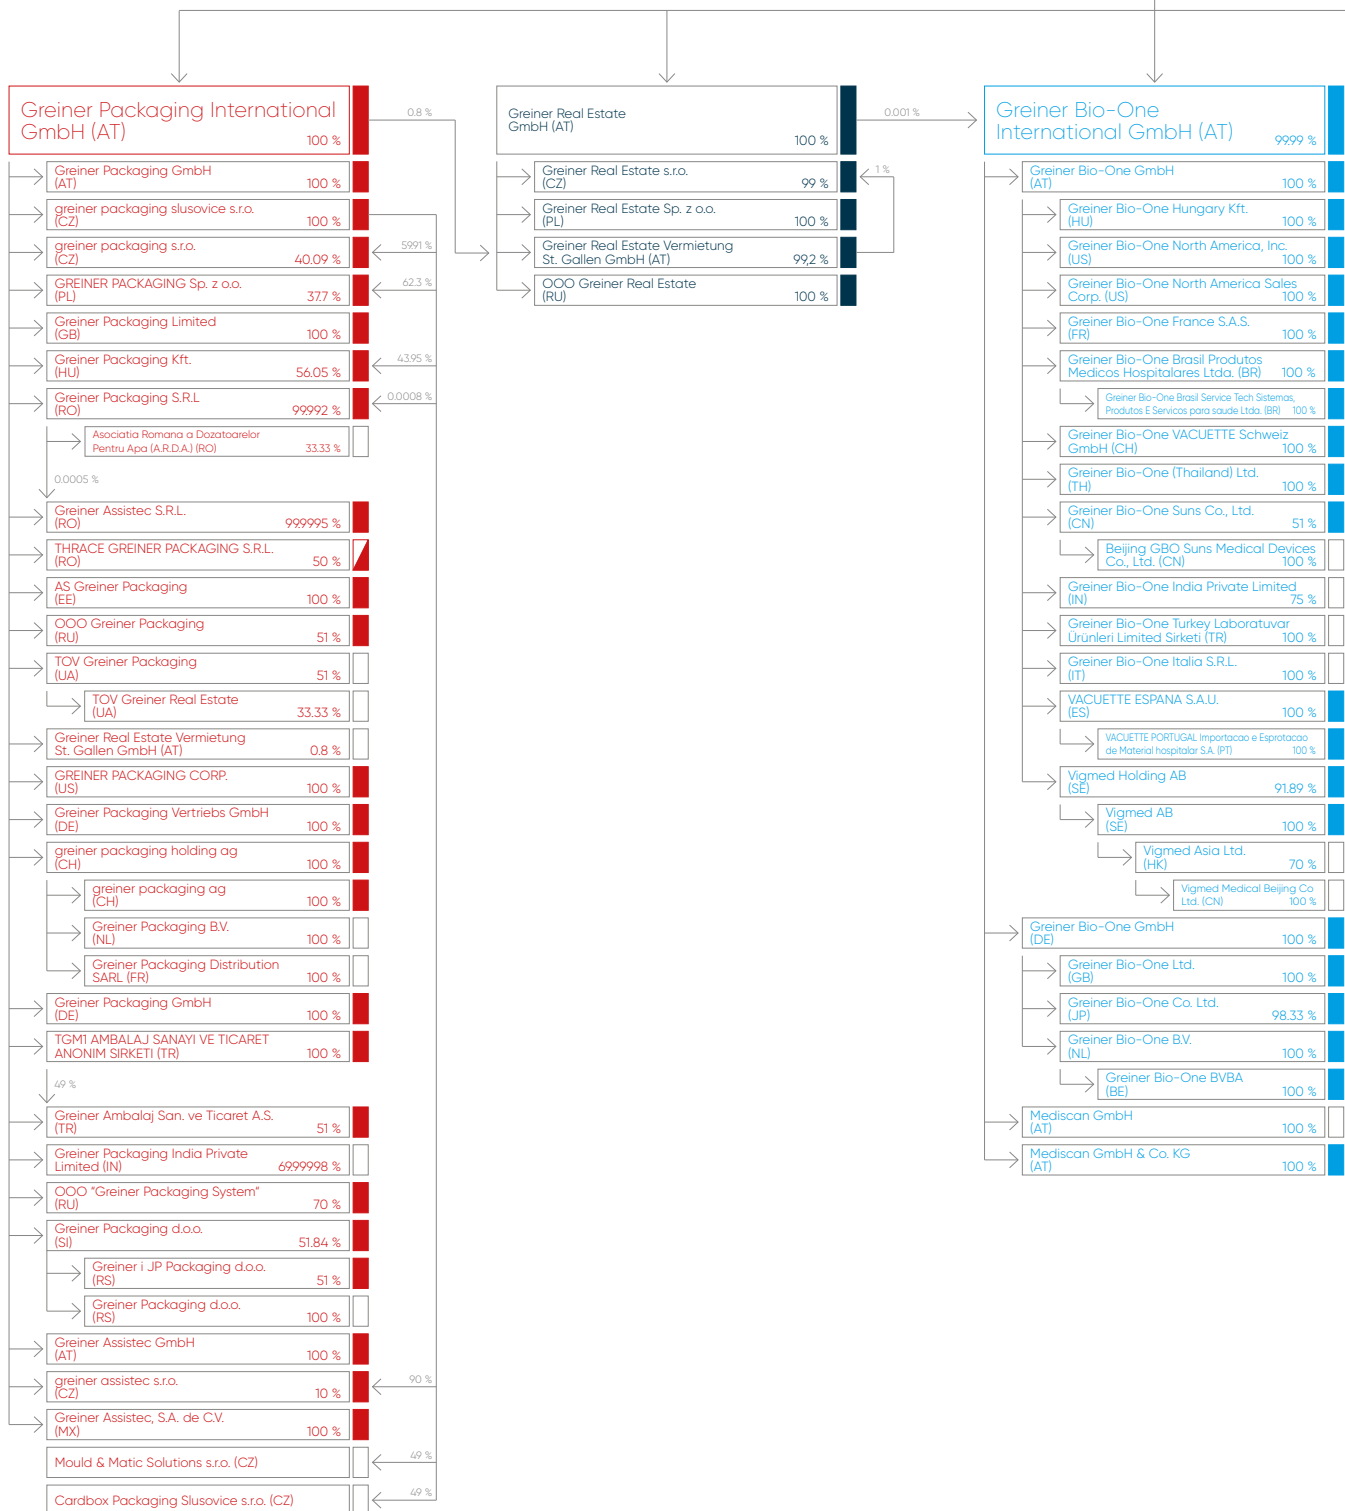 Greiner Packaging International
GmbH (AT)
100 %
0.8 %
Greiner Packaging GmbH
(AT)
100 %
greiner packaging slusovice s.r.o.
(CZ)
100 %
greiner packaging s.r.o.
(CZ)
40.09 %
59.91 %
GREINER PACKAGING Sp. z o.o.
(PL)
37.7 %
62.3 %
Greiner Packaging Limited
(GB)
100 %
Greiner Packaging Kft.
(HU)
56.05 %
43.95 %
Greiner Packaging S.R.L
(RO)
99.992 %
0.0008 %
Asociatia Romana a Dozatoarelor
Pentru Apa (A.R.D.A.) (RO)
33.33 %
0.0005 %
Greiner Assistec S.R.L.
(RO)
99.9995 %
THRACE GREINER PACKAGING S.R.L.
(RO)
50 %
AS Greiner Packaging
(EE)
100 %
OOO Greiner Packaging
(RU)
51 %
TOV Greiner Packaging
(UA)
51 %
TOV Greiner Real Estate
(UA)
33.33 %
Greiner Real Estate Vermietung
St. Gallen GmbH (AT)
0.8 %
GREINER PACKAGING CORP.
(US)
100 %
Greiner Packaging Vertriebs GmbH
(DE)
100 %
greiner packaging holding ag
(CH)
100 %
greiner packaging ag
(CH)
100 %
Greiner Packaging B.V.
(NL)
100 %
Greiner Packaging Distribution
SARL (FR)
100 %
Greiner Packaging GmbH
(DE)
100 %
TGM1 AMBALAJ SANAYI VE TICARET
ANONIM SIRKETI (TR)
100 %
49 %
Greiner Ambalaj San. ve Ticaret A.S.
(TR)
51 %
Greiner Packaging India Private
Limited (IN)
69.99998 %
OOO "Greiner Packaging System"
(RU)
70 %
Greiner Packaging d.o.o.
(SI)
51.84 %
Greiner i JP Packaging d.o.o.
(RS)
51 %
Greiner Packaging d.o.o.
(RS)
100 %
Greiner Assistec GmbH
(AT)
100 %
greiner assistec s.r.o.
(CZ)
10 %
90 %
Greiner Assistec, S.A. de C.V.
(MX)
100 %
Mould & Matic Solutions s.r.o. (CZ)
49 %
Cardbox Packaging Slusovice s.r.o. (CZ)
49 %
Greiner Real Estate
GmbH (AT)
100 %
0.001 %
Greiner Real Estate s.r.o.
(CZ)
99 %
1 %
Greiner Real Estate Sp. z o.o.
(PL)
100 %
Greiner Real Estate Vermietung
St. Gallen GmbH (AT)
99,2 %
OOO Greiner Real Estate
(RU)
100 %
Greiner Bio-One
International GmbH (AT)
99.99 %
Greiner Bio-One GmbH
(AT)
100 %
Greiner Bio-One Hungary Kft.
(HU)
100 %
Greiner Bio-One North America, Inc.
(US)
100 %
Greiner Bio-One North America Sales
Corp. (US)
100 %
Greiner Bio-One France S.A.S.
(FR)
100 %
Greiner Bio-One Brasil Produtos
Medicos Hospitalares Ltda. (BR)
100 %
Greiner Bio-One Brasil Service Tech Sistemas,
Produtos E Servicos para saude Ltda. (BR)
100 %
Greiner Bio-One VACUETTE Schweiz
GmbH (CH)
100 %
Greiner Bio-One (Thailand) Ltd.
(TH)
100 %
Greiner Bio-One Suns Co., Ltd.
(CN)
51 %
Beijing GBO Suns Medical Devices
Co., Ltd. (CN)
100 %
Greiner Bio-One India Private Limited
(IN)
75 %
Greiner Bio-One Turkey Laboratuvar
Ürünleri Limited Sirketi (TR)
100 %
Greiner Bio-One Italia S.R.L.
(IT)
100 %
VACUETTE ESPANA S.A.U.
(ES)
100 %
VACUETTE PORTUGAL Importacao e Esprotacao
de Material hospitalar S.A. (PT)
100 %
Vigmed Holding AB
(SE)
91.89 %
Vigmed AB
(SE)
100 %
Vigmed Asia Ltd.
(HK)
70 %
Vigmed Medical Beijing Co
Ltd. (CN)
100 %
Greiner Bio-One GmbH
(DE)
100 %
Greiner Bio-One Ltd.
(GB)
100 %
Greiner Bio-One Co. Ltd.
(JP)
98.33 %
Greiner Bio-One B.V.
(NL)
100 %
Greiner Bio-One BVBA
(BE)
100 %
Mediscan GmbH
(AT)
100 %
Mediscan GmbH & Co. KG
(AT)
100 %